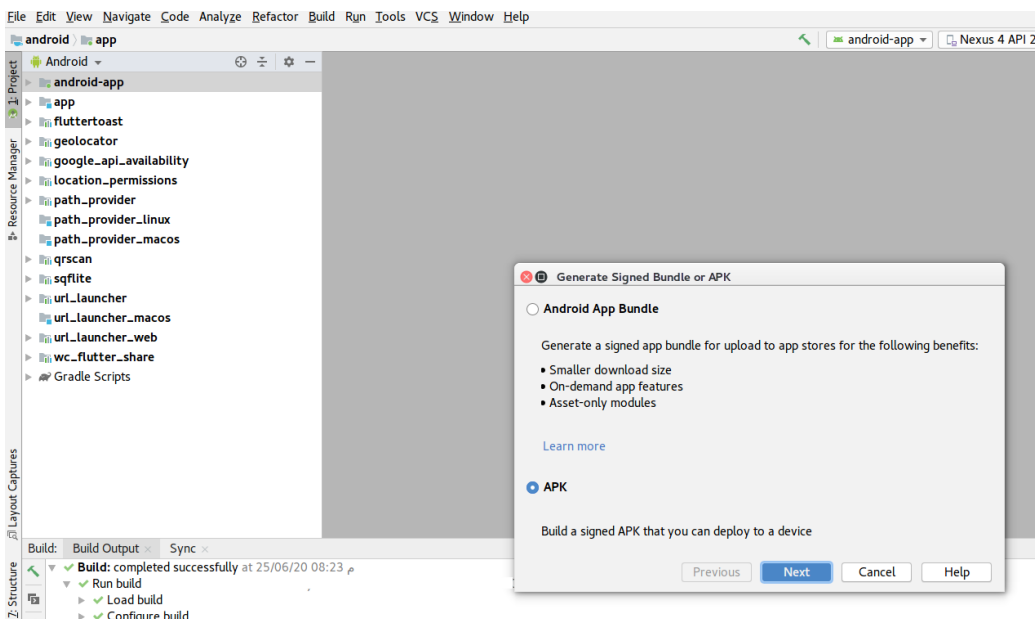 File Edit View Navigate Code Analyze Refactor Build Run Tools VCS Window Help
android app
android-app Nexus 4 API 2
Android
android-app
app
fluttertoast
geolocator
google_api_availability
location_permissions
path_provider
path_provider_linux
path_provider_macos
qrscan
sqflite
url_launcher
url_launcher_macos
url_launcher_web
wc_flutter_share
Gradle Scripts
1: Project
Resource Manager
Layout Captures
7: Structure
Generate Signed Bundle or APK
Android App Bundle
Generate a signed app bundle for upload to app stores for the following benefits:
• Smaller download size
• On-demand app features
• Asset-only modules
Learn more
APK
Build a signed APK that you can deploy to a device
Previous Next Cancel Help
Build: Build Output Sync
Build: completed successfully at 25/06/20 08:23 م
Run build
Load build
Configure build